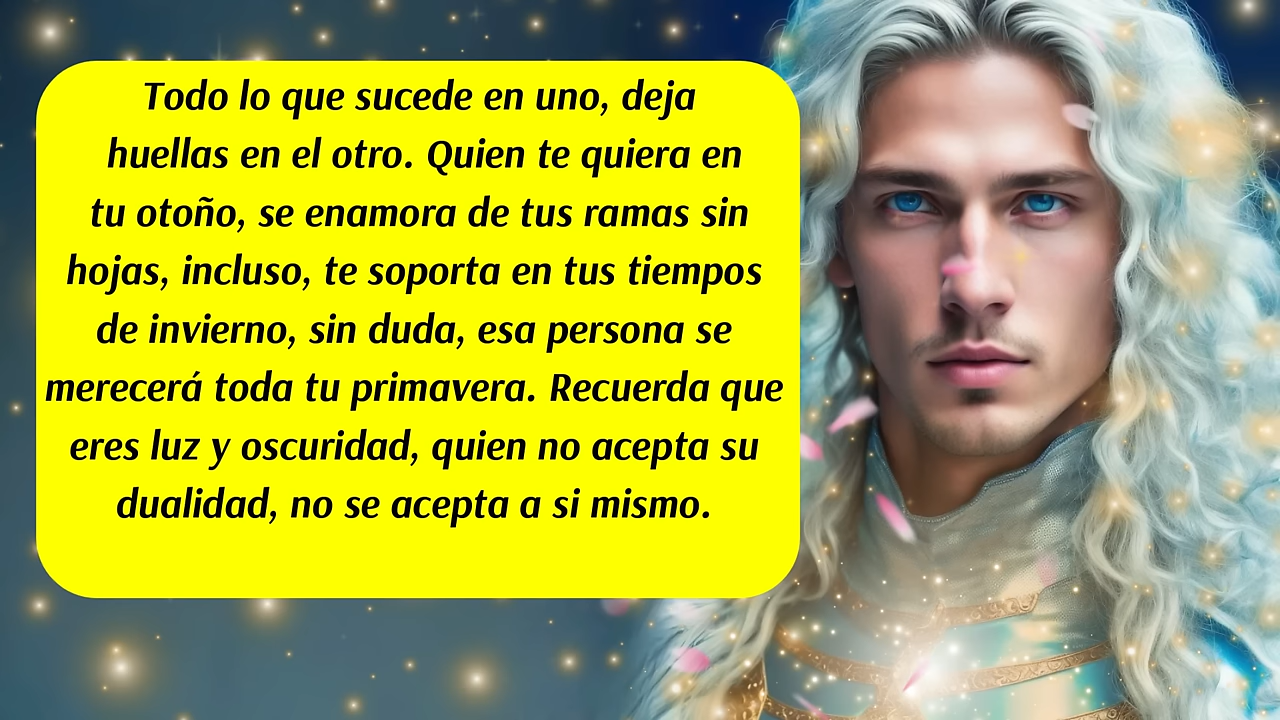 Todo lo que sucede en uno, deja
huellas en el otro. Quien te quiera en
tu otoño, se enamora de tus ramas sin
hojas, incluso, te soporta en tus tiempos
de invierno, sin duda, esa persona se
merecerá toda tu primavera. Recuerda que
eres luz y oscuridad, quien no acepta su
dualidad, no se acepta a si mismo.